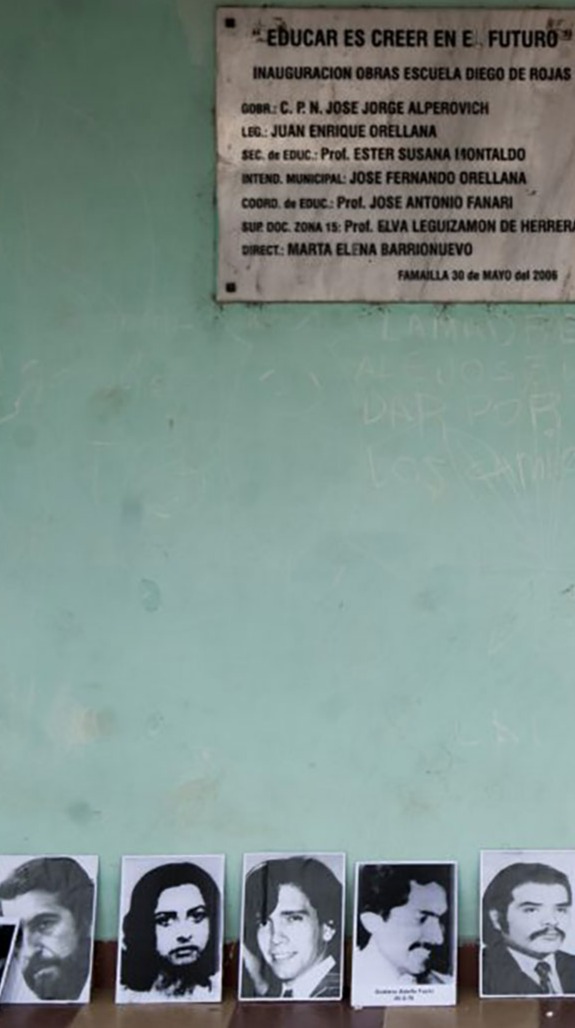 "EDUCAR ES CREER EN E FUTURO"
INAUGURACION OBRAS ESCUELA DIEGO DE ROJAS
GOBR.: C. P. N. JOSE JORGE ALPEROVICH
LEG.: JUAN ENRIQUE ORELLANA
SEC. de EDUC.: Prof. ESTER SUSANA MONTALDO
INTEND. MUNICIPAL: JOSE FERNANDO ORELLANA
COORD. de EDUC.: Prof. JOSE ANTONIO FANARI
SUP. DOC. ZONA 15: Prof. ELVA LEGUIZAMON DE HERRERA
DIRECT.: MARTA ELENA BARRIONUEVO
FAMAILLA 30 de MAYO del 2006
DAR POR
LOS